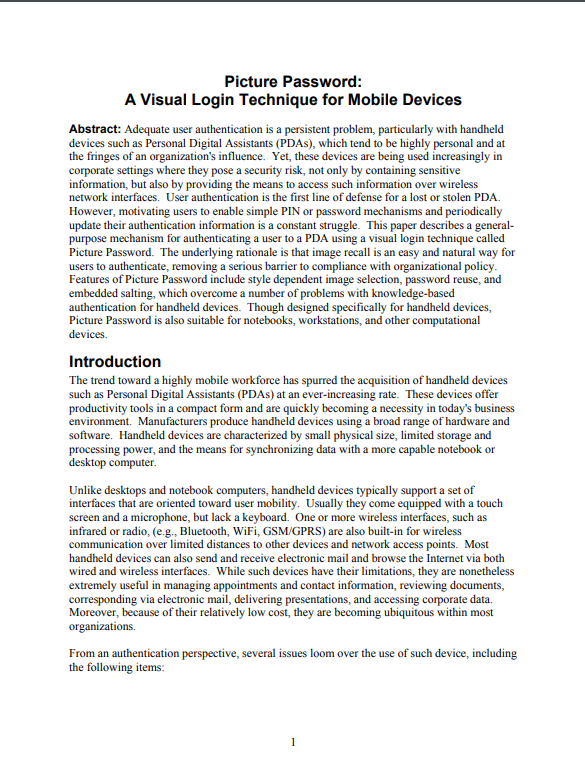 Picture Password:
A Visual Login Technique for Mobile Devices
Abstract: Adequate user authentication is a persistent problem, particularly with handheld
devices such as Personal Digital Assistants (PDAs), which tend to be highly personal and at
the fringes of an organization's influence. Yet, these devices are being used increasingly in
corporate settings where they pose a security risk, not only by containing sensitive
information, but also by providing the means to access such information over wireless
network interfaces. User authentication is the first line of defense for a lost or stolen PDA.
However, motivating users to enable simple PIN or password mechanisms and periodically
update their authentication information is a constant struggle. This paper describes a general-
purpose mechanism for authenticating a user to a PDA using a visual login technique called
Picture Password. The underlying rationale is that image recall is an easy and natural way for
users to authenticate, removing a serious barrier to compliance with organizational policy.
Features of Picture Password include style dependent image selection, password reuse, and
embedded salting, which overcome a number of problems with knowledge-based
authentication for handheld devices. Though designed specifically for handheld devices,
Picture Password is also suitable for notebooks, workstations, and other computational
devices.
Introduction
The trend toward a highly mobile workforce has spurred the acquisition of handheld devices
such as Personal Digital Assistants (PDAs) at an ever-increasing rate. These devices offer
productivity tools in a compact form and are quickly becoming a necessity in today's business
environment. Manufacturers produce handheld devices using a broad range of hardware and
software. Handheld devices are characterized by small physical size, limited storage and
processing power, and the means for synchronizing data with a more capable notebook or
desktop computer.
Unlike desktops and notebook computers, handheld devices typically support a set of
interfaces that are oriented toward user mobility. Usually they come equipped with a touch
screen and a microphone, but lack a keyboard. One or more wireless interfaces, such as
infrared or radio, (e.g., Bluetooth, WiFi, GSM/GPRS) are also built-in for wireless
communication over limited distances to other devices and network access points. Most
handheld devices can also send and receive electronic mail and browse the Internet via both
wired and wireless interfaces. While such devices have their limitations, they are nonetheless
extremely useful in managing appointments and contact information, reviewing documents,
corresponding via electronic mail, delivering presentations, and accessing corporate data.
Moreover, because of their relatively low cost, they are becoming ubiquitous within most
organizations.
From an authentication perspective, several issues loom over the use of such device, including
the following items:
1